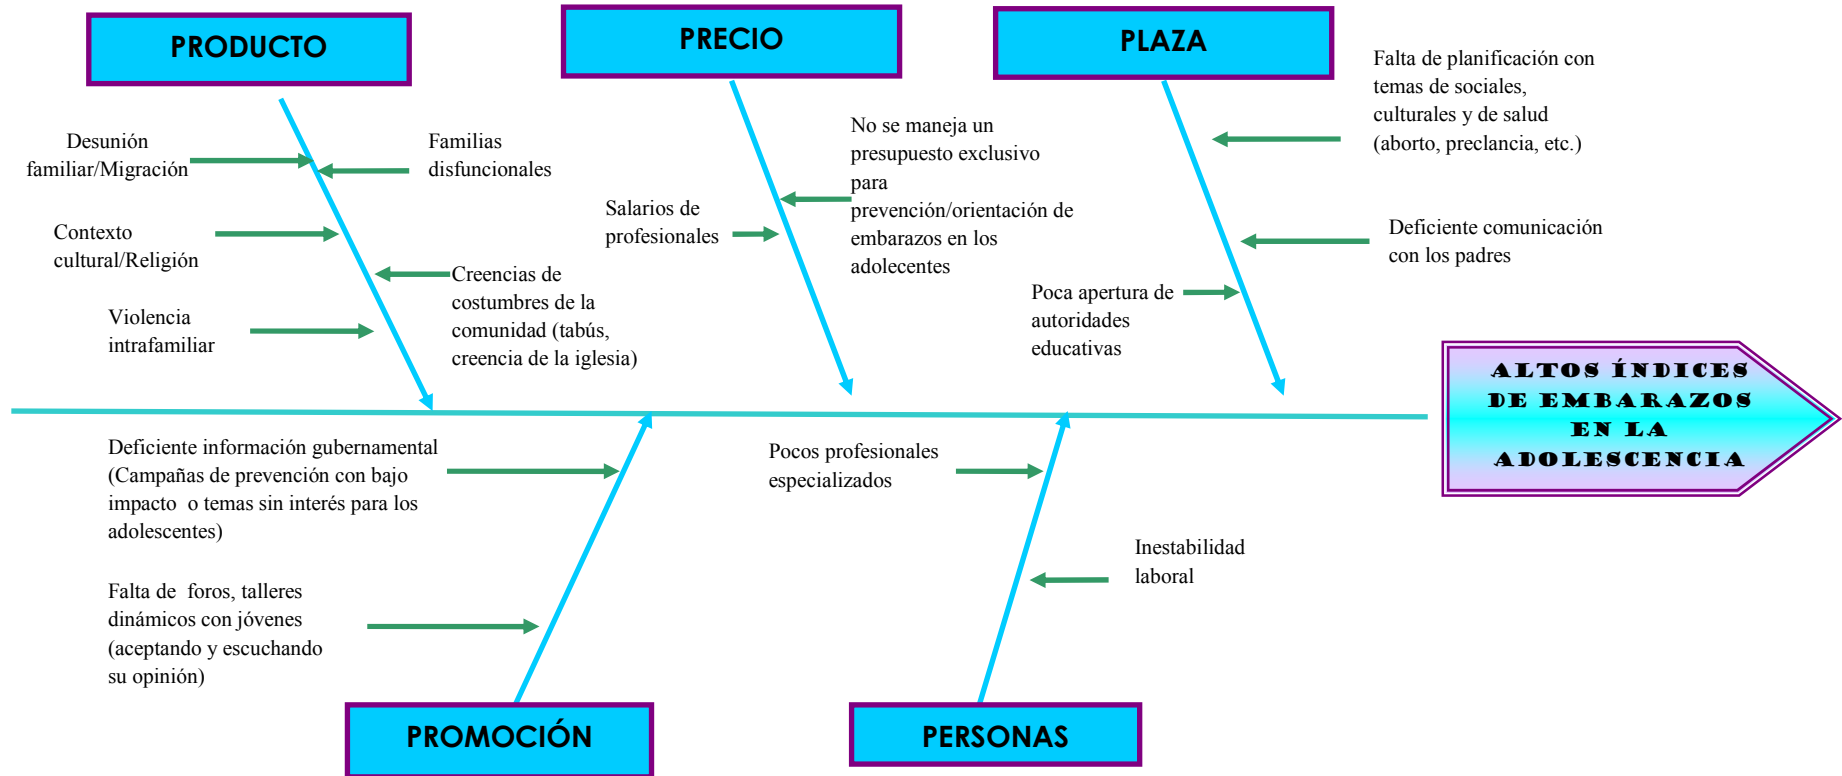 PRODUCTO
PRECIO
PLAZA
Desunión
familiar/Migración
Familias
disfuncionales
Contexto
cultural/Religión
Creencias de
costumbres de la
comunidad (tabús,
creencia de la iglesia)
Violencia
intrafamiliar
Salarios de
profesionales
No se maneja un
presupuesto exclusivo
para
prevención/orientación de
embarazos en los
adolecentes
Falta de planificación con
temas de sociales,
culturales y de salud
(aborto, preclancia, etc.)
Deficiente comunicación
con los padres
Poca apertura de
autoridades
educativas
ALTOS ÍNDICES
DE EMBARAZOS
EN LA
ADOLESCENCIA
Deficiente información gubernamental
(Campañas de prevención con bajo
impacto o temas sin interés para los
adolescentes)
Falta de foros, talleres
dinámicos con jóvenes
(aceptando y escuchando
su opinión)
Pocos profesionales
especializados
Inestabilidad
laboral
PROMOCIÓN
PERSONAS